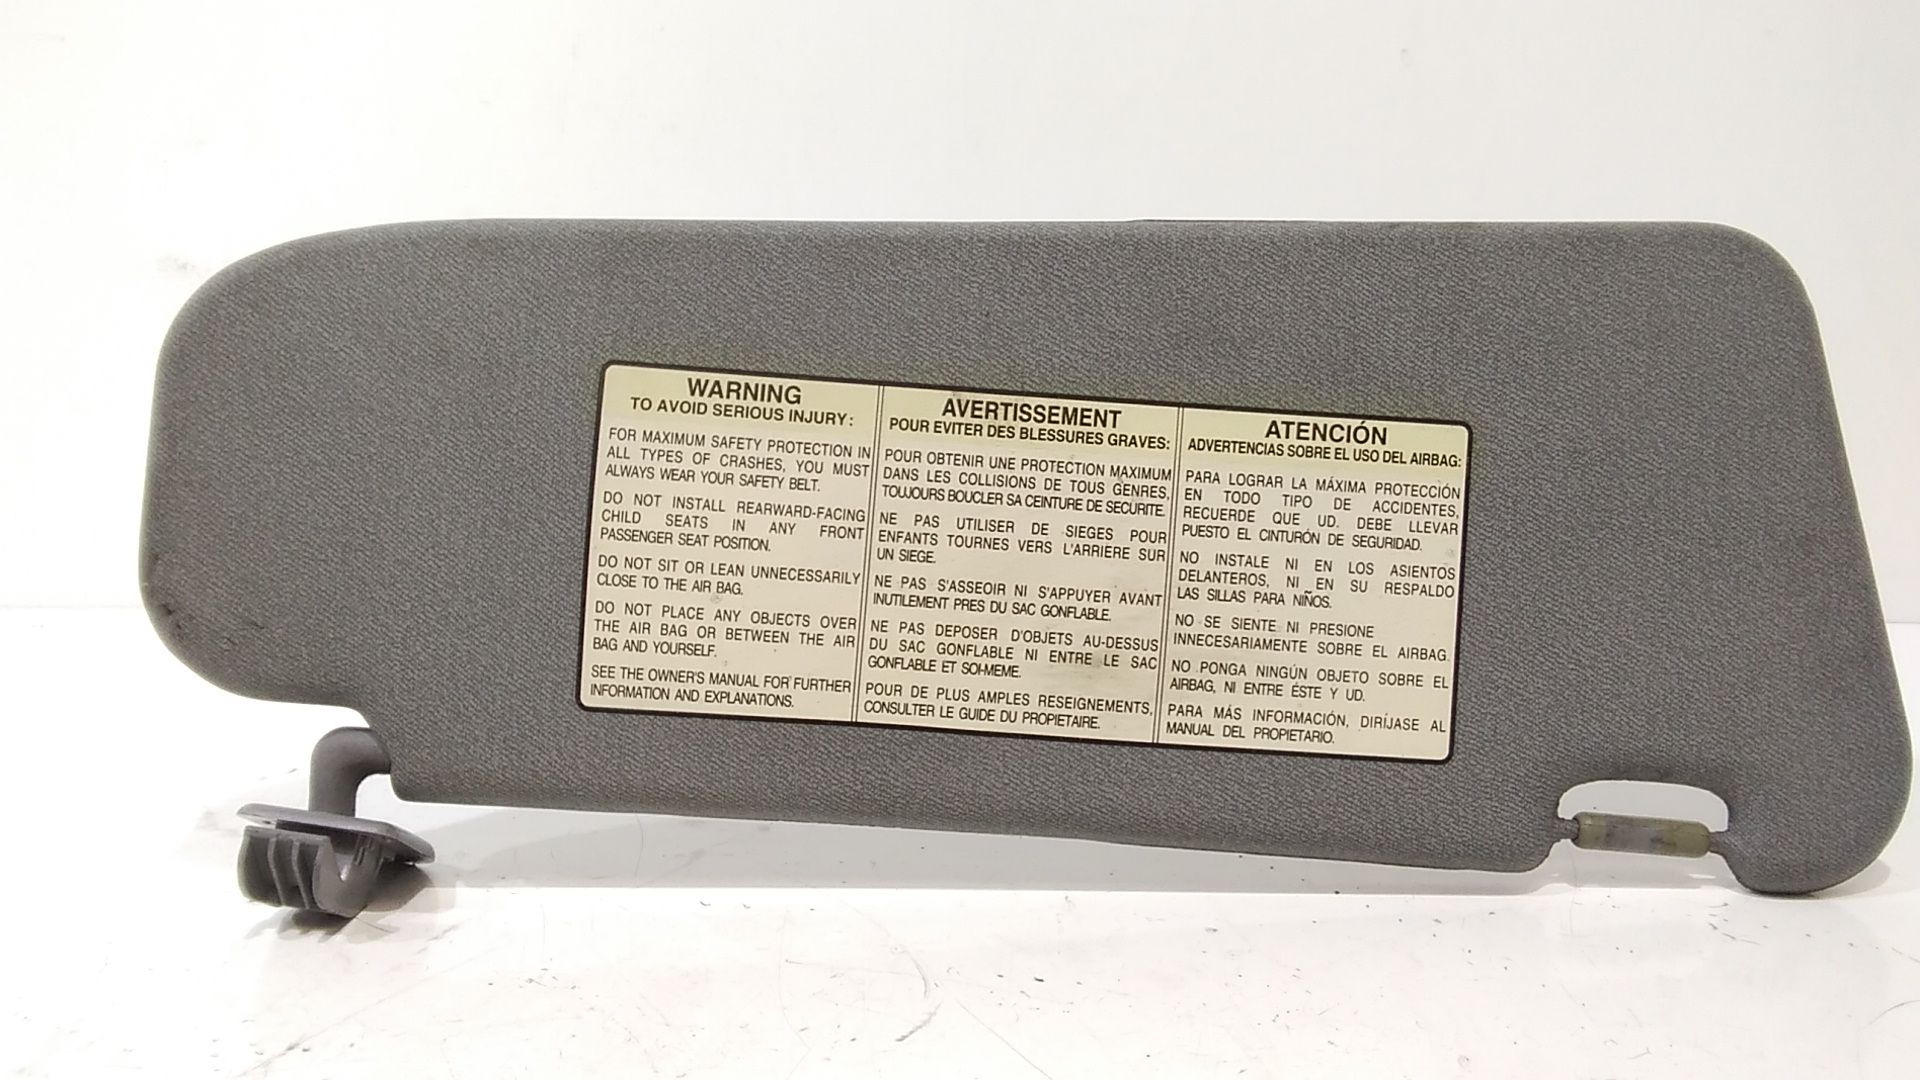 WARNING
TO AVOID SERIOUS INJURY:
FOR MAXIMUM SAFETY PROTECTION IN
ALL TYPES OF CRASHES, YOU MUST
ALWAYS WEAR YOUR SAFETY BELT.
DO NOT INSTALL REARWARD-FACING
CHILD SEATS IN ANY FRONT
PASSENGER SEAT POSITION.
DO NOT SIT OR LEAN UNNECESSARILY
CLOSE TO THE AIR BAG.
DO NOT PLACE ANY OBJECTS OVER
THE AIR BAG OR BETWEEN THE AIR
BAG AND YOURSELF.
SEE THE OWNER'S MANUAL FOR FURTHER
INFORMATION AND EXPLANATIONS.
AVERTISSEMENT
POUR EVITER DES BLESSURES GRAVES:
POUR OBTENIR UNE PROTECTION MAXIMUM
DANS LES COLLISIONS DE TOUS GENRES,
TOUJOURS BOUCLER SA CEINTURE DE SECURITE.
NE PAS UTILISER DE SIEGES POUR
ENFANTS TOURNES VERS L'ARRIERE SUR
UN SIEGE.
NE PAS S'ASSEOIR NI S'APPUYER AVANT
INUTILEMENT PRES DU SAC GONFLABLE.
NE PAS DEPOSER D'OBJETS AU-DESSUS
DU SAC GONFLABLE NI ENTRE LE SAC
GONFLABLE ET SOI-MEME.
POUR DE PLUS AMPLES RESEIGNEMENTS,
CONSULTER LE GUIDE DU PROPIETAIRE.
ATENCIÓN
ADVERTENCIAS SOBRE EL USO DEL AIRBAG:
PARA LOGRAR LA MÁXIMA PROTECCIÓN
EN TODO TIPO DE ACCIDENTES,
RECUERDE QUE UD. DEBE LLEVAR
PUESTO EL CINTURÓN DE SEGURIDAD.
NO INSTALE NI EN LOS ASIENTOS
DELANTEROS, NI EN SU RESPALDO
LAS SILLAS PARA NIÑOS.
NO SE SIENTE NI PRESIONE
INNECESARIAMENTE SOBRE EL AIRBAG.
NO PONGA NINGÚN OBJETO SOBRE EL
AIRBAG, NI ENTRE ÉSTE Y UD.
PARA MÁS INFORMACIÓN, DIRÍJASE AL
MANUAL DEL PROPIETARIO.